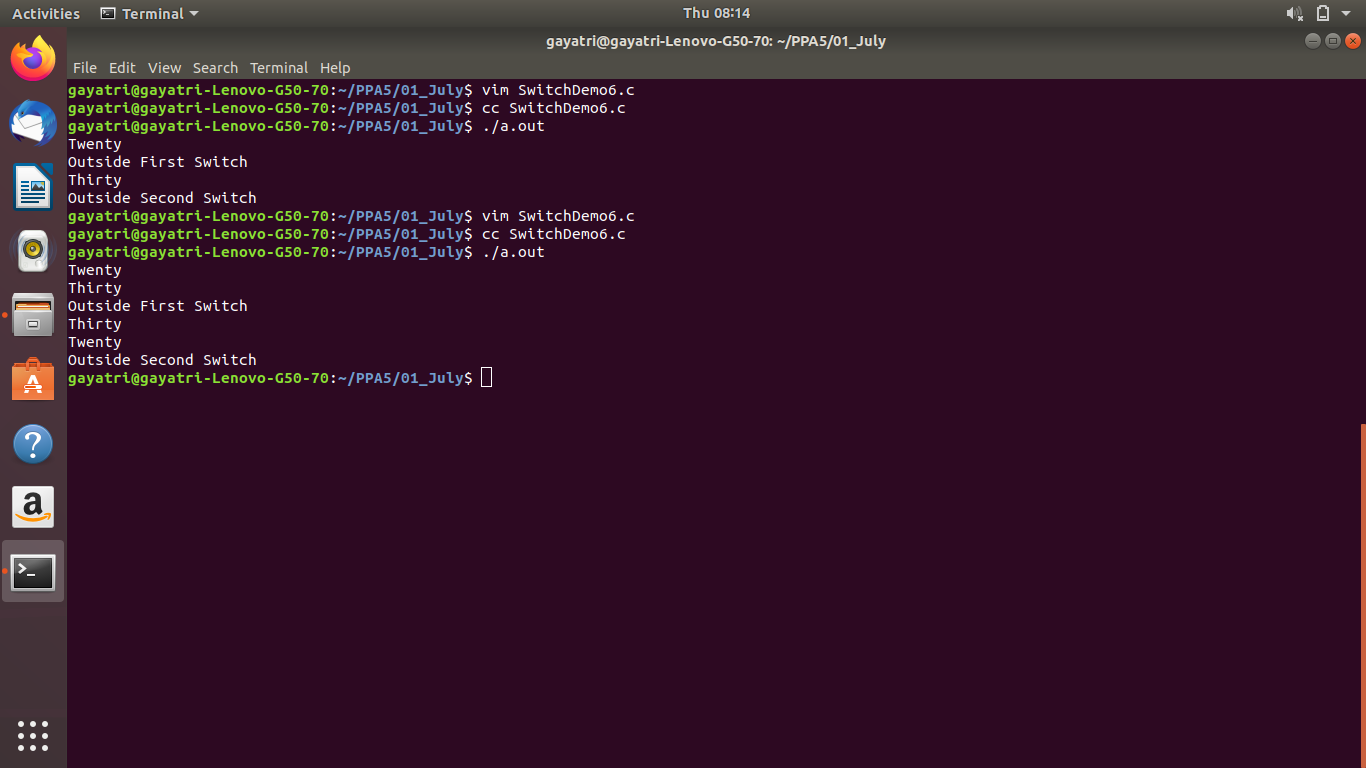 Activities Terminal Thu 08:14
gayatri@gayatri-Lenovo-G50-70: ~/PPA5/01_July
File Edit View Search Terminal Help
gayatri@gayatri-Lenovo-G50-70:~/PPA5/01_July$ vim SwitchDemo6.c
gayatri@gayatri-Lenovo-G50-70:~/PPA5/01_July$ cc SwitchDemo6.c
gayatri@gayatri-Lenovo-G50-70:~/PPA5/01_July$ ./a.out
Twenty
Outside First Switch
Thirty
Outside Second Switch
gayatri@gayatri-Lenovo-G50-70:~/PPA5/01_July$ vim SwitchDemo6.c
gayatri@gayatri-Lenovo-G50-70:~/PPA5/01_July$ cc SwitchDemo6.c
gayatri@gayatri-Lenovo-G50-70:~/PPA5/01_July$ ./a.out
Twenty
Thirty
Outside First Switch
Thirty
Twenty
Outside Second Switch
gayatri@gayatri-Lenovo-G50-70:~/PPA5/01_July$